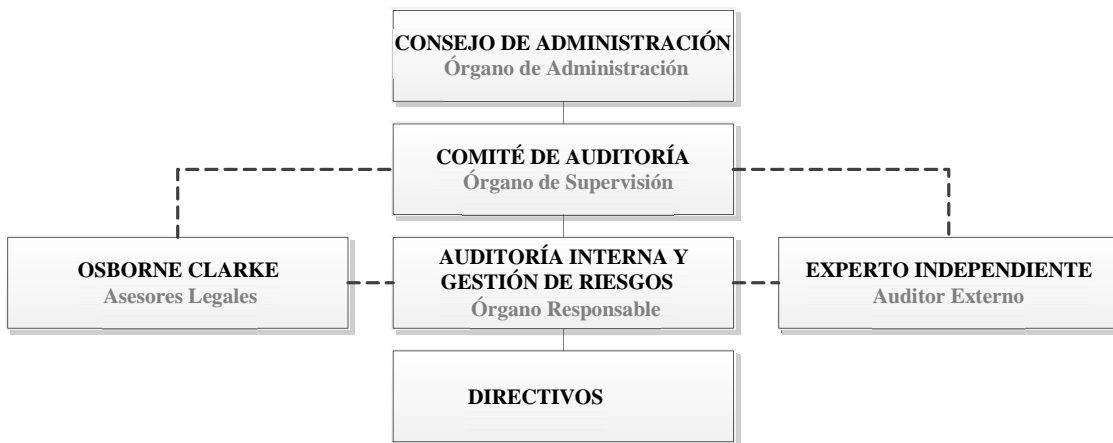 CONSEJO DE ADMINISTRACIÓN
Órgano de Administración
COMITÉ DE AUDITORÍA
Órgano de Supervisión
OSBORNE CLARKE
Asesores Legales
AUDITORÍA INTERNA Y
GESTIÓN DE RIESGOS
Órgano Responsable
EXPERTO INDEPENDIENTE
Auditor Externo
DIRECTIVOS